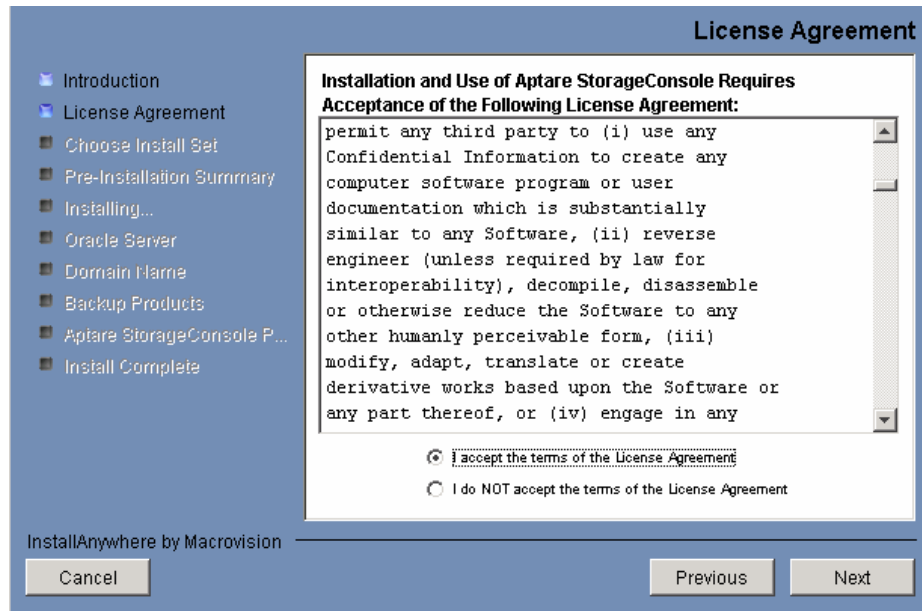 License Agreement
Introduction
License Agreement
Choose Install Set
Pre-Installation Summary
Installing...
Oracle Server
Domain Name
Backup Products
Aptare StorageConsole P...
Install Complete
Installation and Use of Aptare StorageConsole Requires
Acceptance of the Following License Agreement:
permit any third party to (i) use any
Confidential Information to create any
computer software program or user
documentation which is substantially
similar to any Software, (ii) reverse
engineer (unless required by law for
interoperability), decompile, disassemble
or otherwise reduce the Software to any
other humanly perceivable form, (iii)
modify, adapt, translate or create
derivative works based upon the Software or
any part thereof, or (iv) engage in any
I accept the terms of the License Agreement
I do NOT accept the terms of the License Agreement
InstallAnywhere by Macrovision
Cancel
Previous
Next